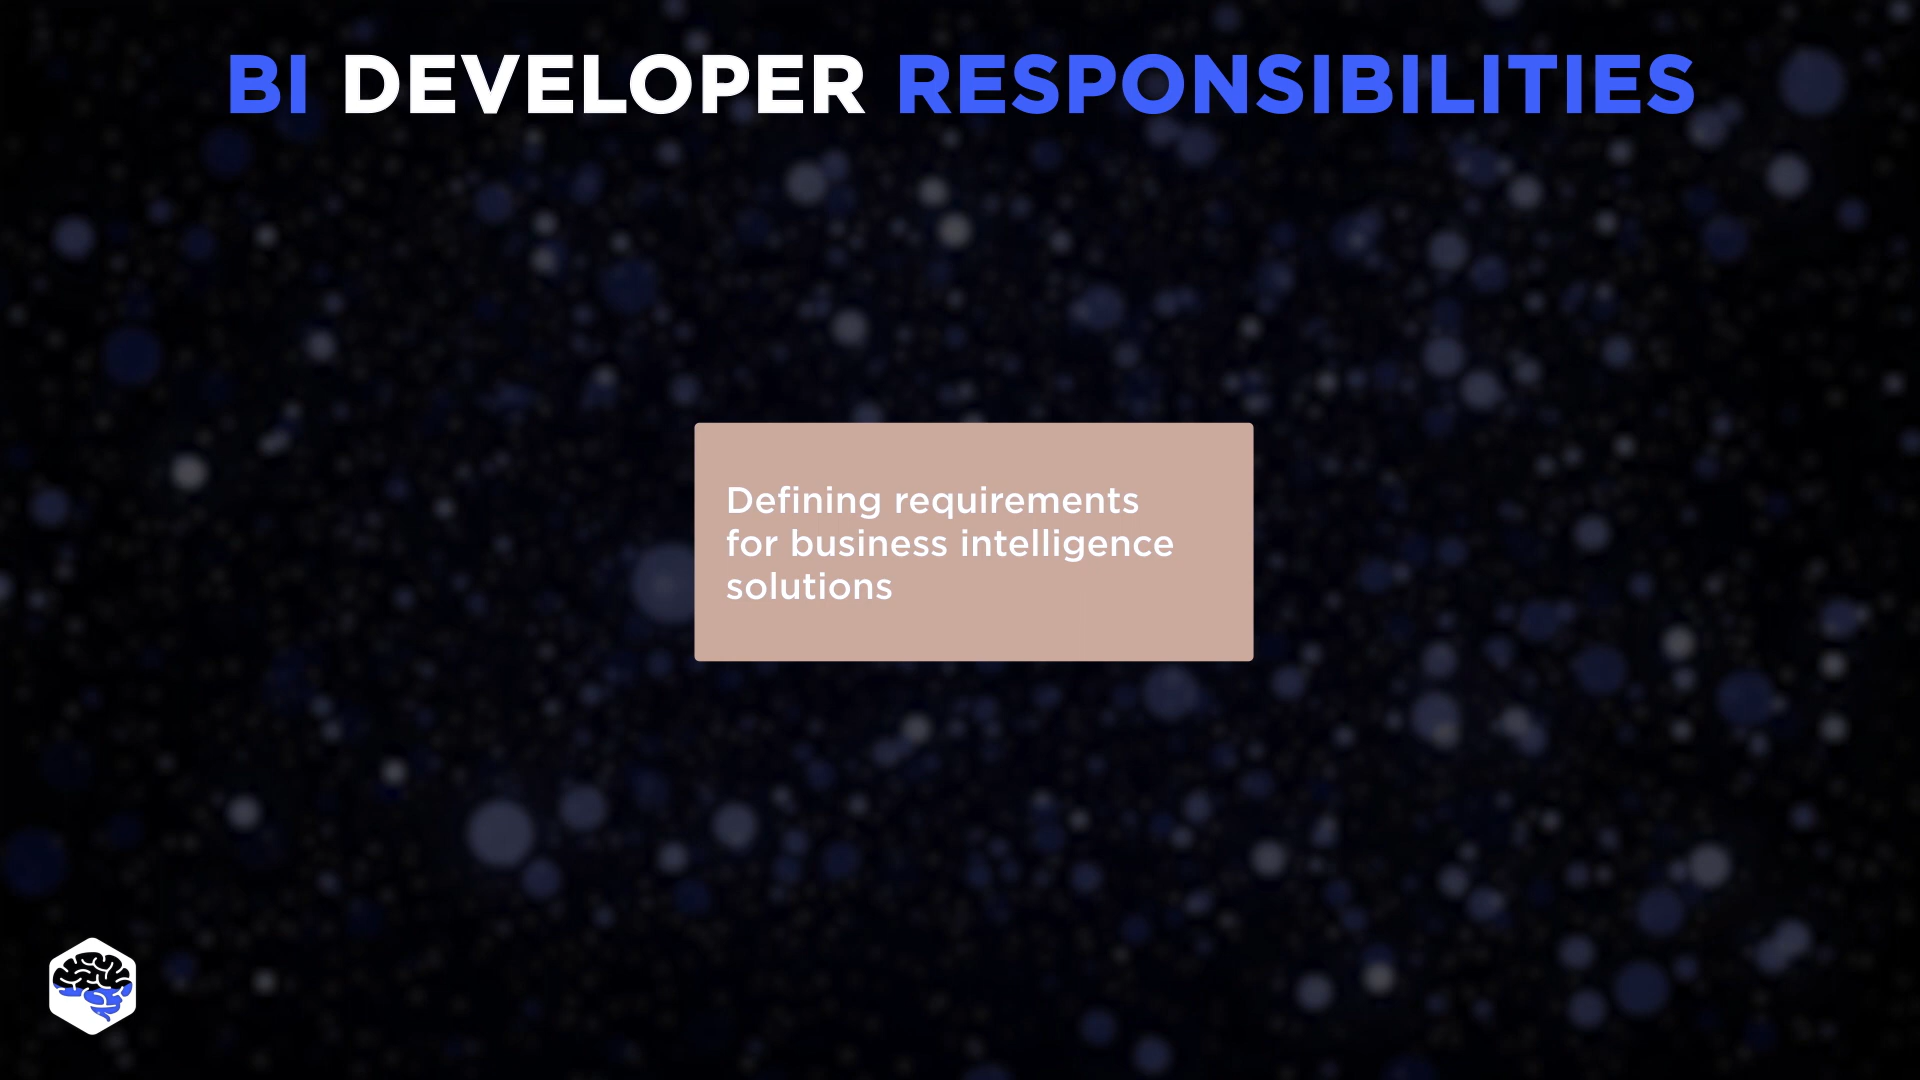 BI DEVELOPER RESPONSIBILITIES
Defining requirements
for business intelligence
solutions